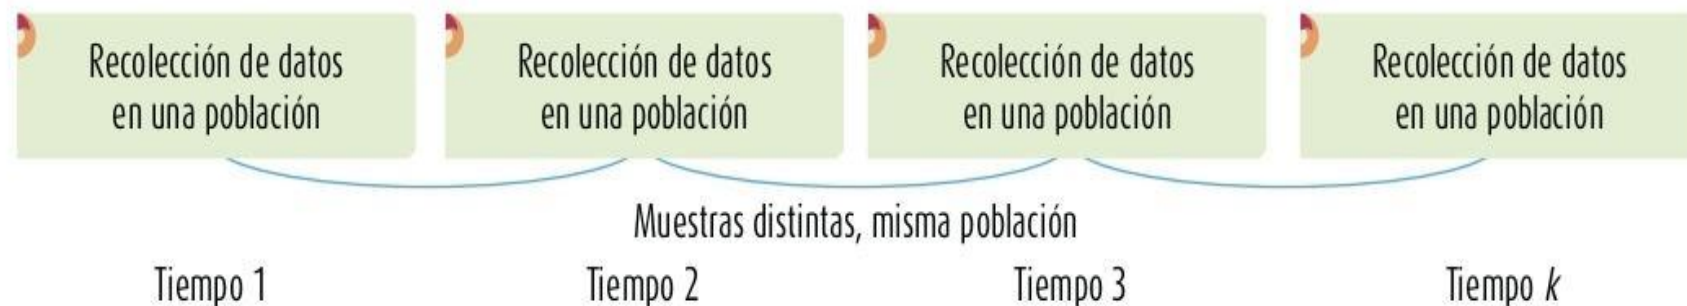 Recolección de datos
en una población
Recolección de datos
en una población
Recolección de datos
en una población
Recolección de datos
en una población
Muestras distintas, misma población
Tiempo 1
Tiempo 2
Tiempo 3
Tiempo k